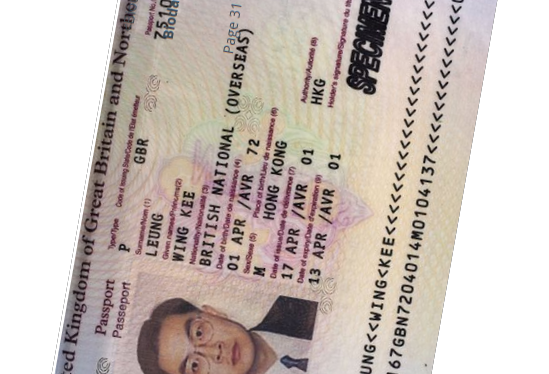 ed Kingdom of Great Britain and Norther
Passport
Passeport
Type/Type Code of issuing State/Code de l'Etat émetteur Passport No.
P GBR 7510
Surname/Nom (1)
LEUNG
Given names/Prénoms (2)
WING KEE
Nationality/Nationalité (3)
BRITISH NATIONAL (OVERSEAS)
Page 31
Date of birth/Date de naissance (4)
01 APR /AVR 72
Sex/Sexe (5) Place of birth/Lieu de naissance (6)
M HONG KONG
Date of issue/Date de délivrance (7) Authority/Autorité (8)
17 APR /AVR 01 HKG
Date of expiry/Date d'expiration (9) Holder's signature/Signature du
13 APR /AVR 01
SPECIMEN
UNG<<WING<KEE<<<<<<<<<<<<<<<<<
67GBN7204014M0104137<<<<<<<<<<